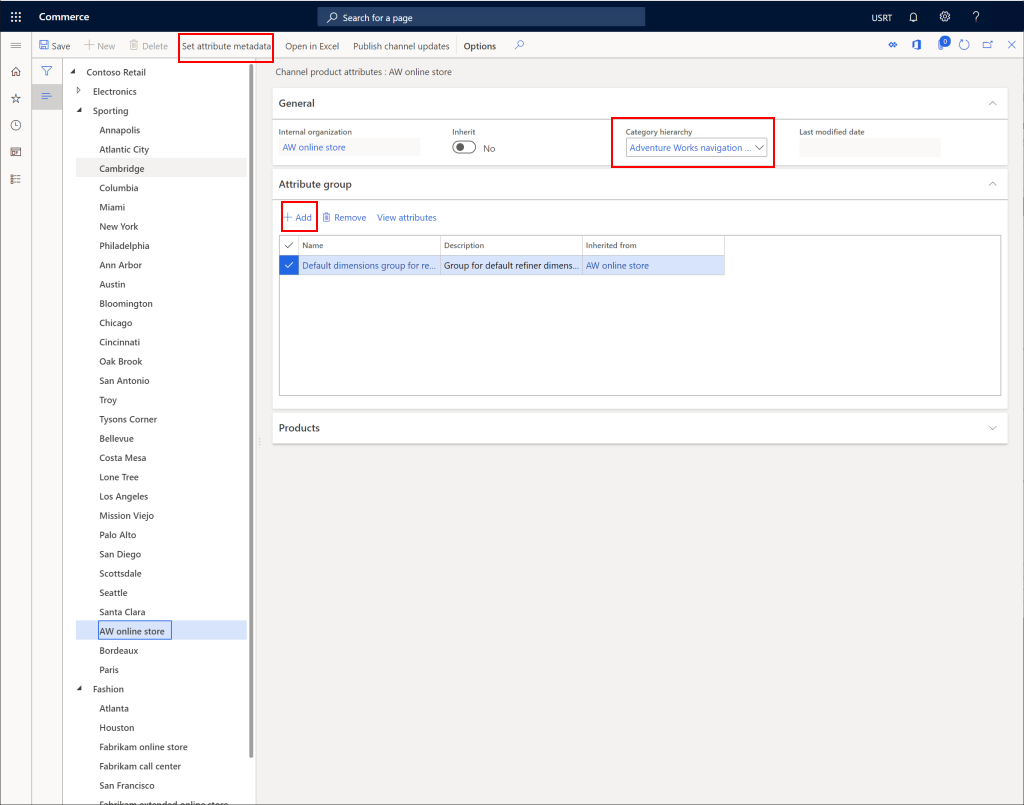 Commerce
Search for a page
USRT
?
Save
New
Delete
Set attribute metadata
Open in Excel
Publish channel updates
Options
0
Contoso Retail
Electronics
Sporting
Annapolis
Atlantic City
Cambridge
Columbia
Miami
New York
Philadelphia
Ann Arbor
Austin
Bloomington
Chicago
Cincinnati
Oak Brook
San Antonio
Troy
Tysons Corner
Bellevue
Costa Mesa
Lone Tree
Los Angeles
Mission Viejo
Palo Alto
San Diego
Scottsdale
Seattle
Santa Clara
AW online store
Bordeaux
Paris
Fashion
Atlanta
Houston
Fabrikam online store
Fabrikam call center
San Francisco
Fabrikam extended online store
Channel product attributes : AW online store
General
Internal organization
AW online store
Inherit
No
Category hierarchy
Adventure Works navigation ...
Last modified date
Attribute group
Add
Remove
View attributes
Name Description Inherited from
Default dimensions group for re... Group for default refiner dimens... AW online store
Products